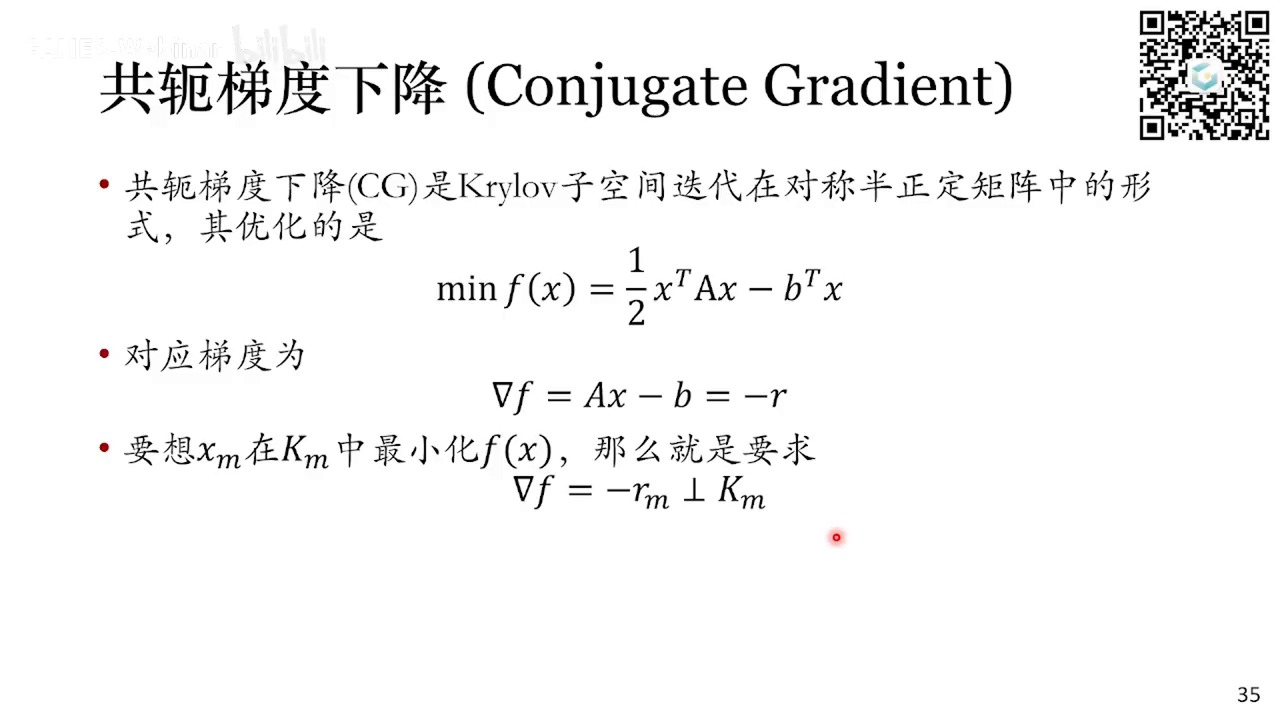 bilibili
共轭梯度下降 (Conjugate Gradient)
• 共轭梯度下降(CG)是Krylov子空间迭代在对称半正定矩阵中的形
式，其优化的是
min f(x) = 1/2 x^T Ax − b^T x
• 对应梯度为
∇f = Ax − b = −r
• 要想x_m在K_m中最小化f(x)，那么就是要求
∇f = −r_m ⊥ K_m
35